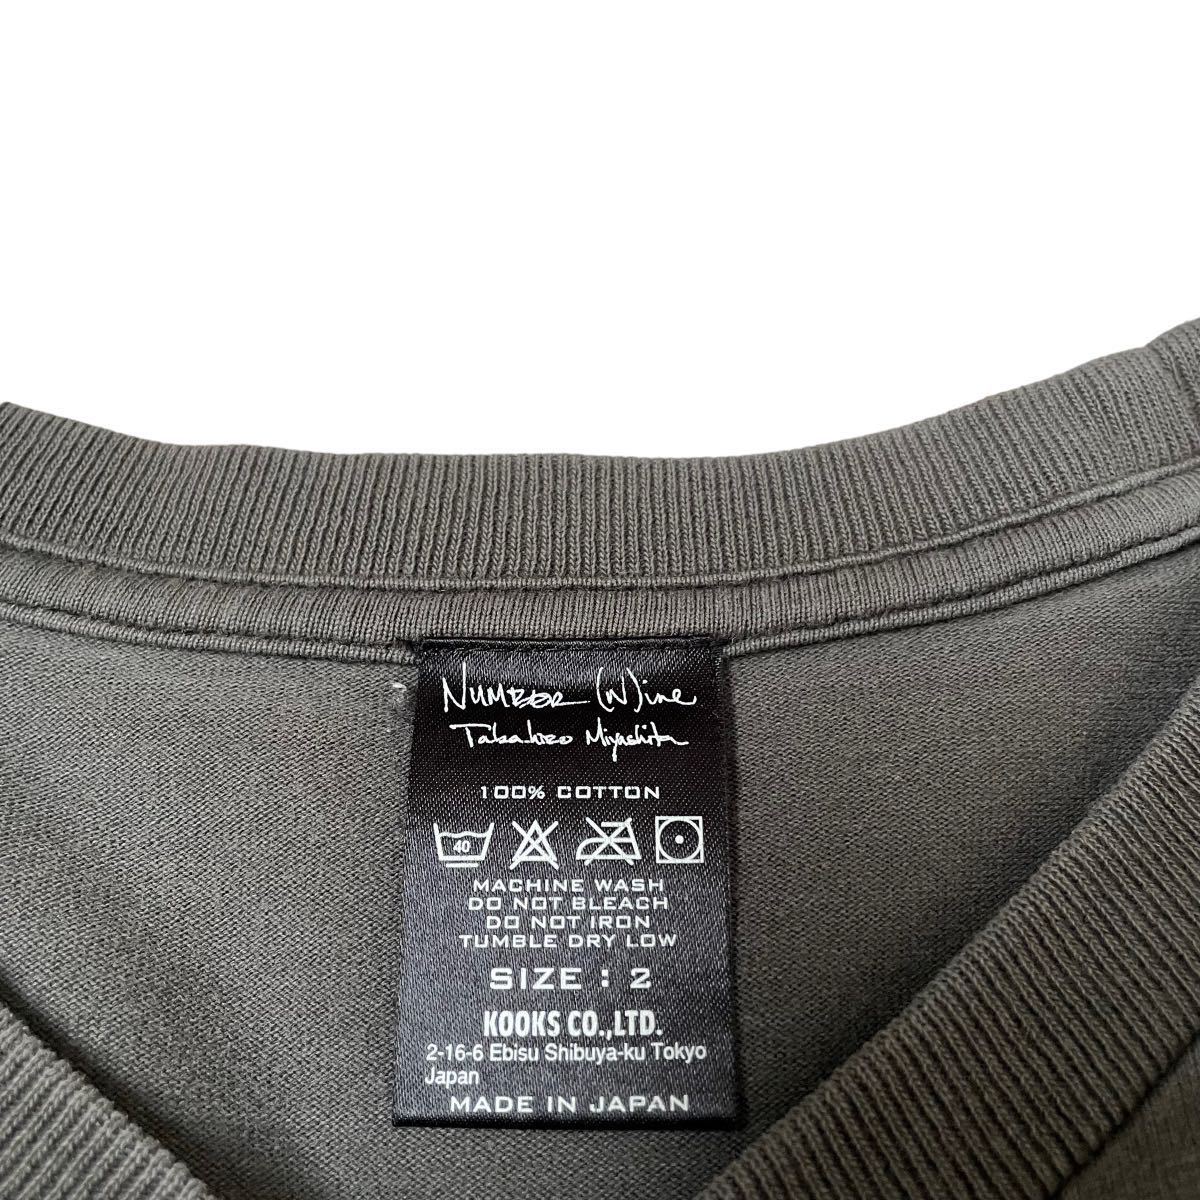 NUMBER (N)ine
Takahiro Miyashita
100% COTTON
40
MACHINE WASH
DO NOT BLEACH
DO NOT IRON
TUMBLE DRY LOW
SIZE : 2
KOOKS CO.,LTD.
2-16-6 Ebisu Shibuya-ku Tokyo
Japan
MADE IN JAPAN